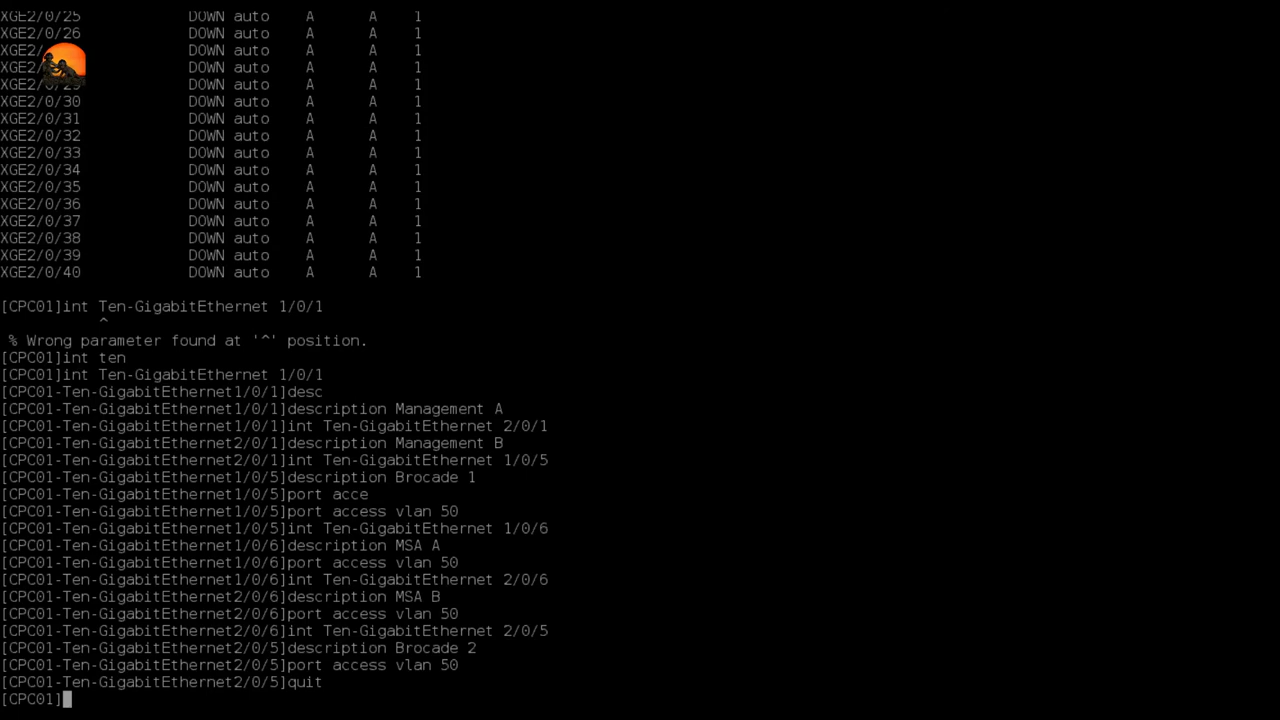 XGE2/0/25            DOWN auto    A      A    1
XGE2/0/26            DOWN auto    A      A    1
XGE2/            DOWN auto    A      A    1
XGE2/            DOWN auto    A      A    1
XGE2/0/29            DOWN auto    A      A    1
XGE2/0/30            DOWN auto    A      A    1
XGE2/0/31            DOWN auto    A      A    1
XGE2/0/32            DOWN auto    A      A    1
XGE2/0/33            DOWN auto    A      A    1
XGE2/0/34            DOWN auto    A      A    1
XGE2/0/35            DOWN auto    A      A    1
XGE2/0/36            DOWN auto    A      A    1
XGE2/0/37            DOWN auto    A      A    1
XGE2/0/38            DOWN auto    A      A    1
XGE2/0/39            DOWN auto    A      A    1
XGE2/0/40            DOWN auto    A      A    1
[CPC01]int Ten-GigabitEthernet 1/0/1
           ^
 % Wrong parameter found at '^' position.
[CPC01]int ten
[CPC01]int Ten-GigabitEthernet 1/0/1
[CPC01-Ten-GigabitEthernet1/0/1]desc
[CPC01-Ten-GigabitEthernet1/0/1]description Management A
[CPC01-Ten-GigabitEthernet1/0/1]int Ten-GigabitEthernet 2/0/1
[CPC01-Ten-GigabitEthernet2/0/1]description Management B
[CPC01-Ten-GigabitEthernet2/0/1]int Ten-GigabitEthernet 1/0/5
[CPC01-Ten-GigabitEthernet1/0/5]description Brocade 1
[CPC01-Ten-GigabitEthernet1/0/5]port acce
[CPC01-Ten-GigabitEthernet1/0/5]port access vlan 50
[CPC01-Ten-GigabitEthernet1/0/5]int Ten-GigabitEthernet 1/0/6
[CPC01-Ten-GigabitEthernet1/0/6]description MSA A
[CPC01-Ten-GigabitEthernet1/0/6]port access vlan 50
[CPC01-Ten-GigabitEthernet1/0/6]int Ten-GigabitEthernet 2/0/6
[CPC01-Ten-GigabitEthernet2/0/6]description MSA B
[CPC01-Ten-GigabitEthernet2/0/6]port access vlan 50
[CPC01-Ten-GigabitEthernet2/0/6]int Ten-GigabitEthernet 2/0/5
[CPC01-Ten-GigabitEthernet2/0/5]description Brocade 2
[CPC01-Ten-GigabitEthernet2/0/5]port access vlan 50
[CPC01-Ten-GigabitEthernet2/0/5]quit
[CPC01]